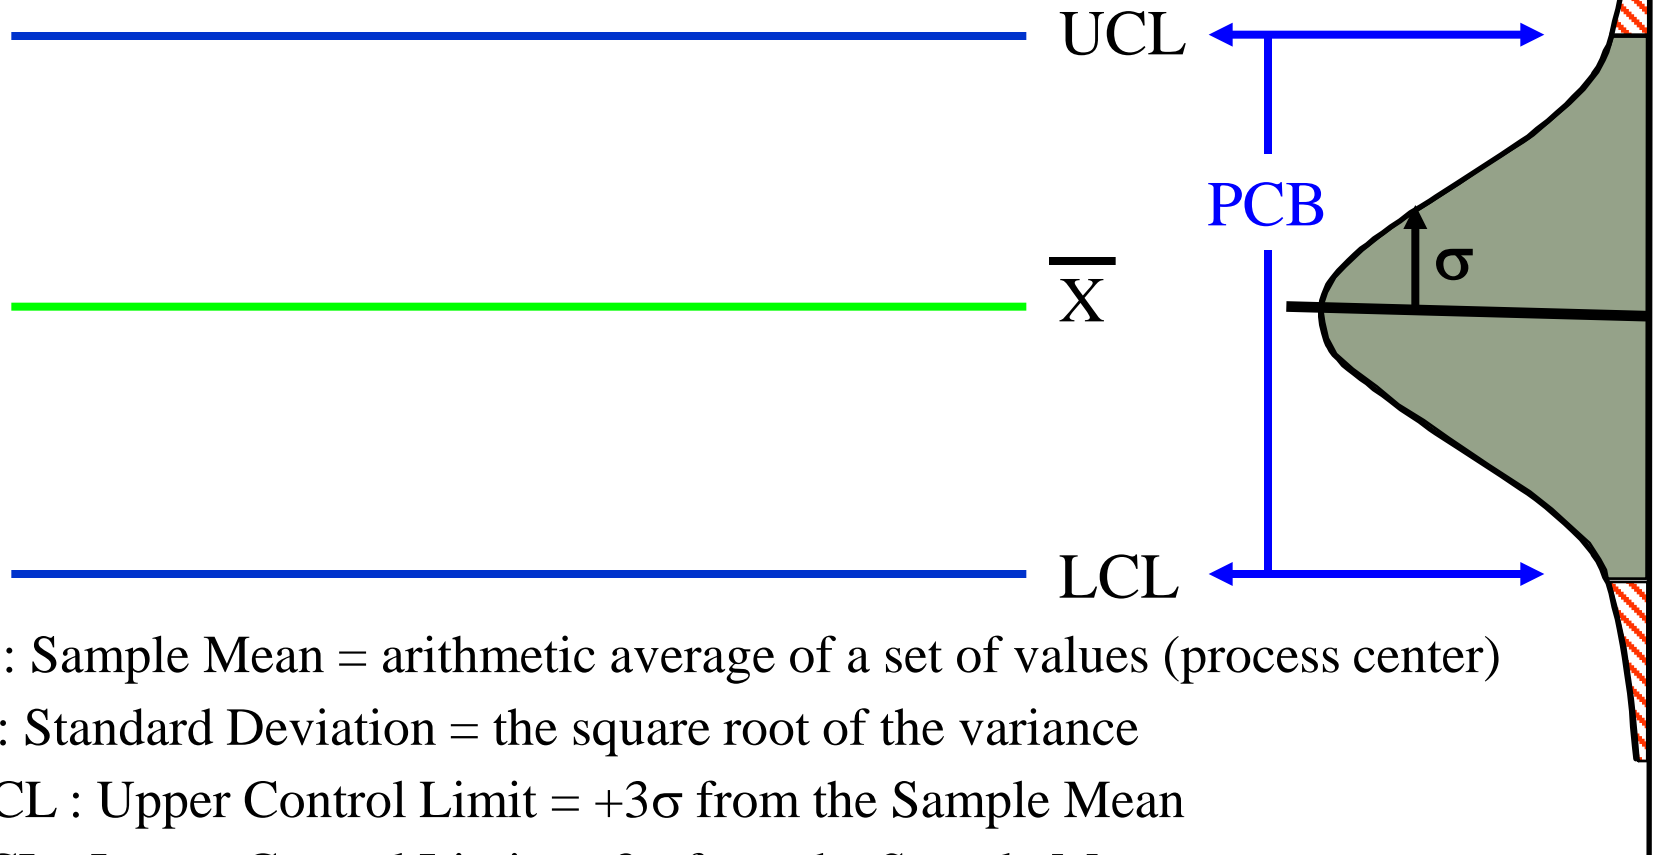 UCL
PCB
σ
X
LCL
: Sample Mean = arithmetic average of a set of values (process center)
: Standard Deviation = the square root of the variance
CL : Upper Control Limit = +3σ from the Sample Mean